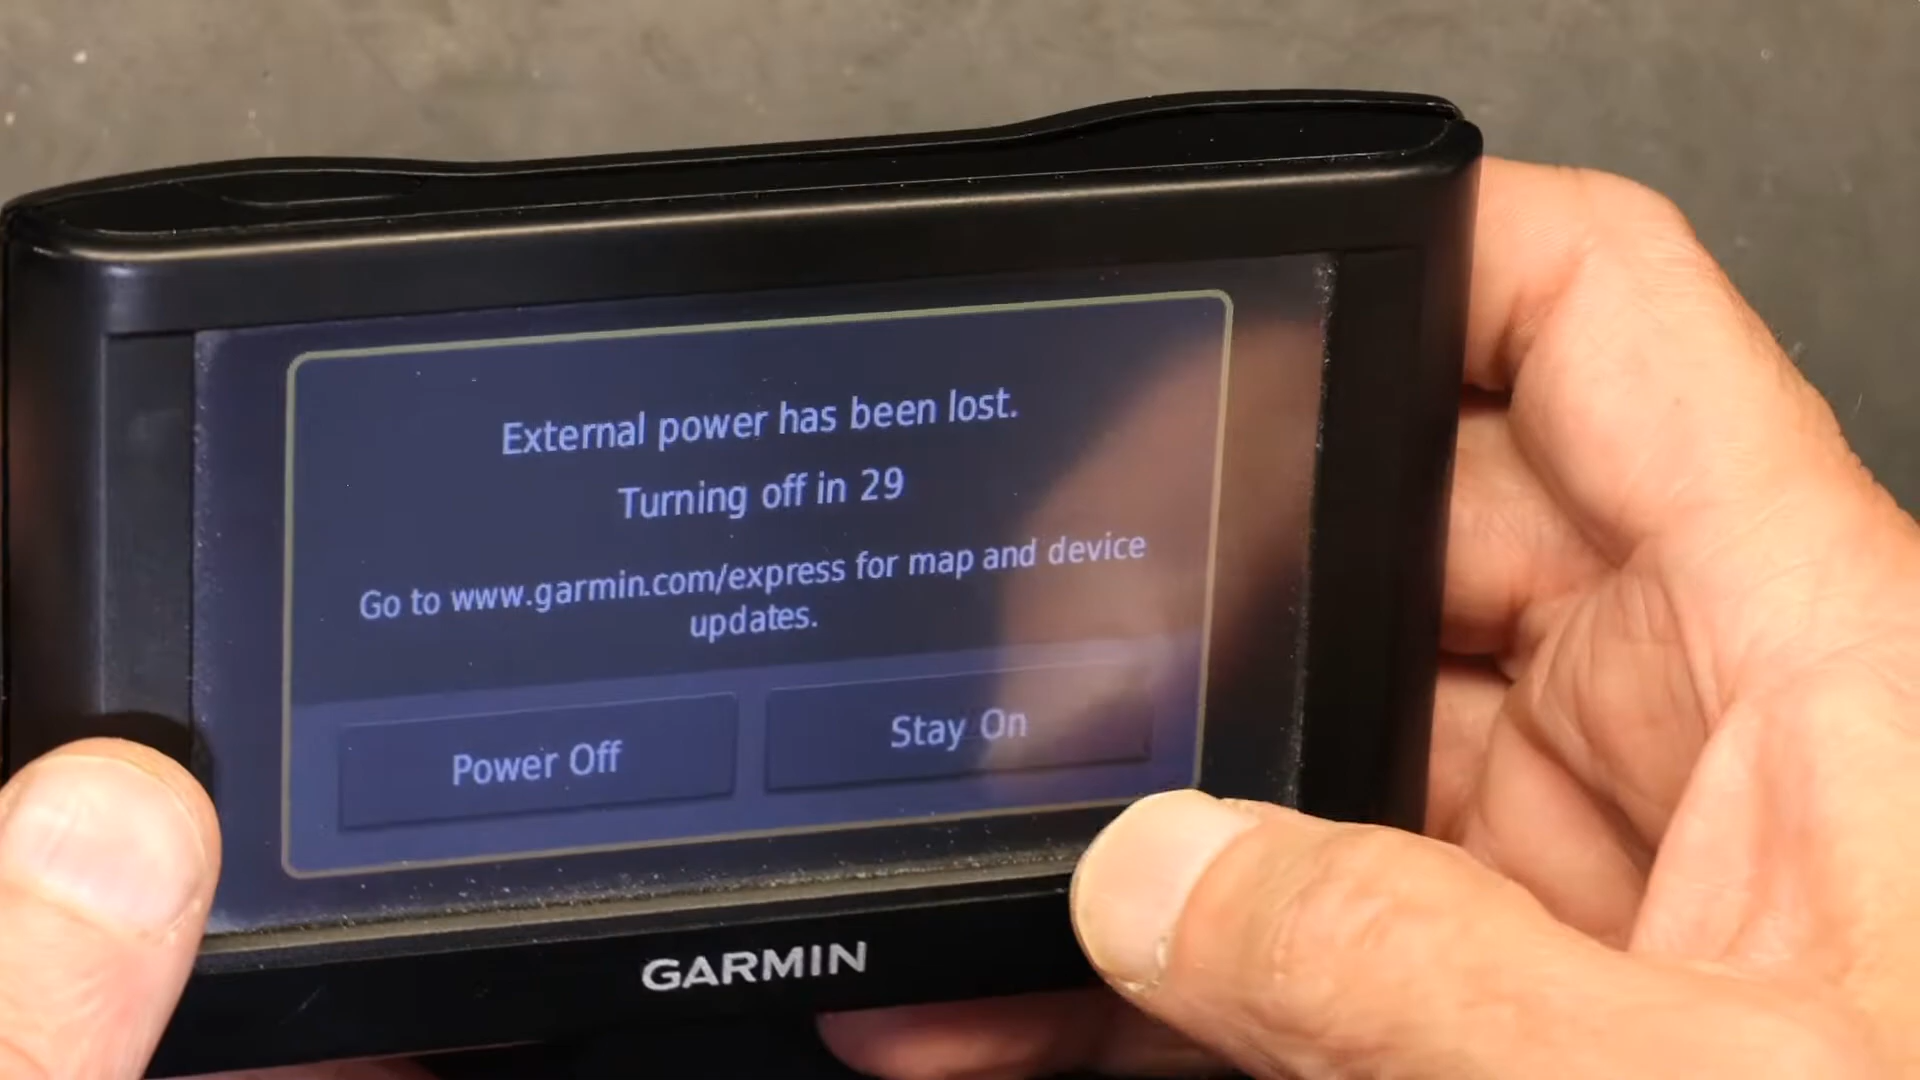 External power has been lost.
Turning off in 29
Go to www.garmin.com/express for map and device
updates.
Power Off
Stay On
GARMIN